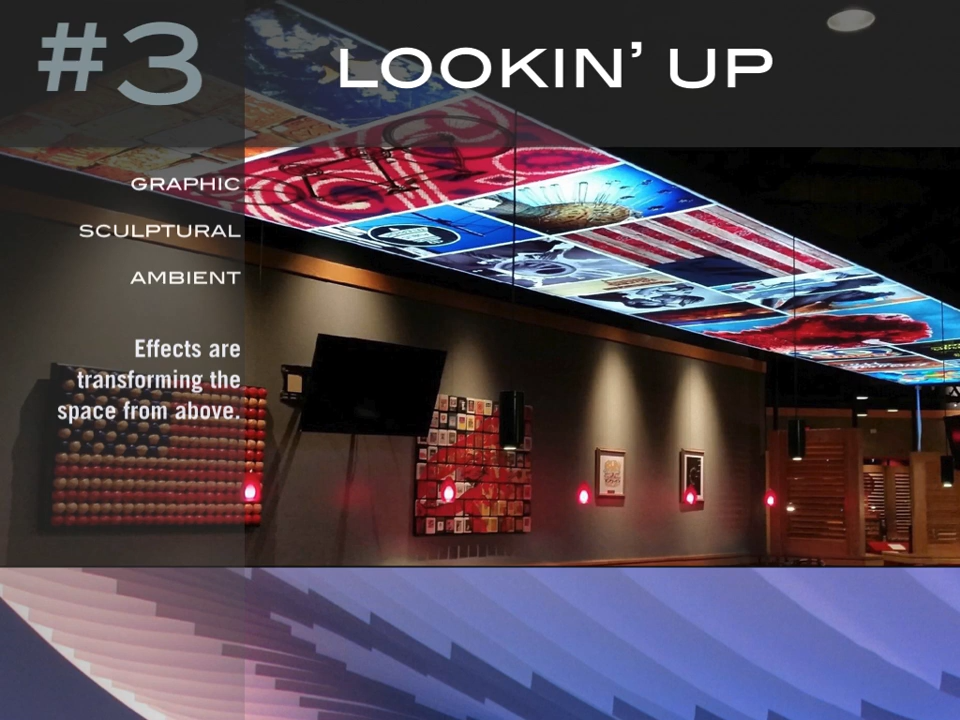 #3
LOOKIN' UP
GRAPHIC
SCULPTURAL
AMBIENT
Effects are
transforming the
space from above.